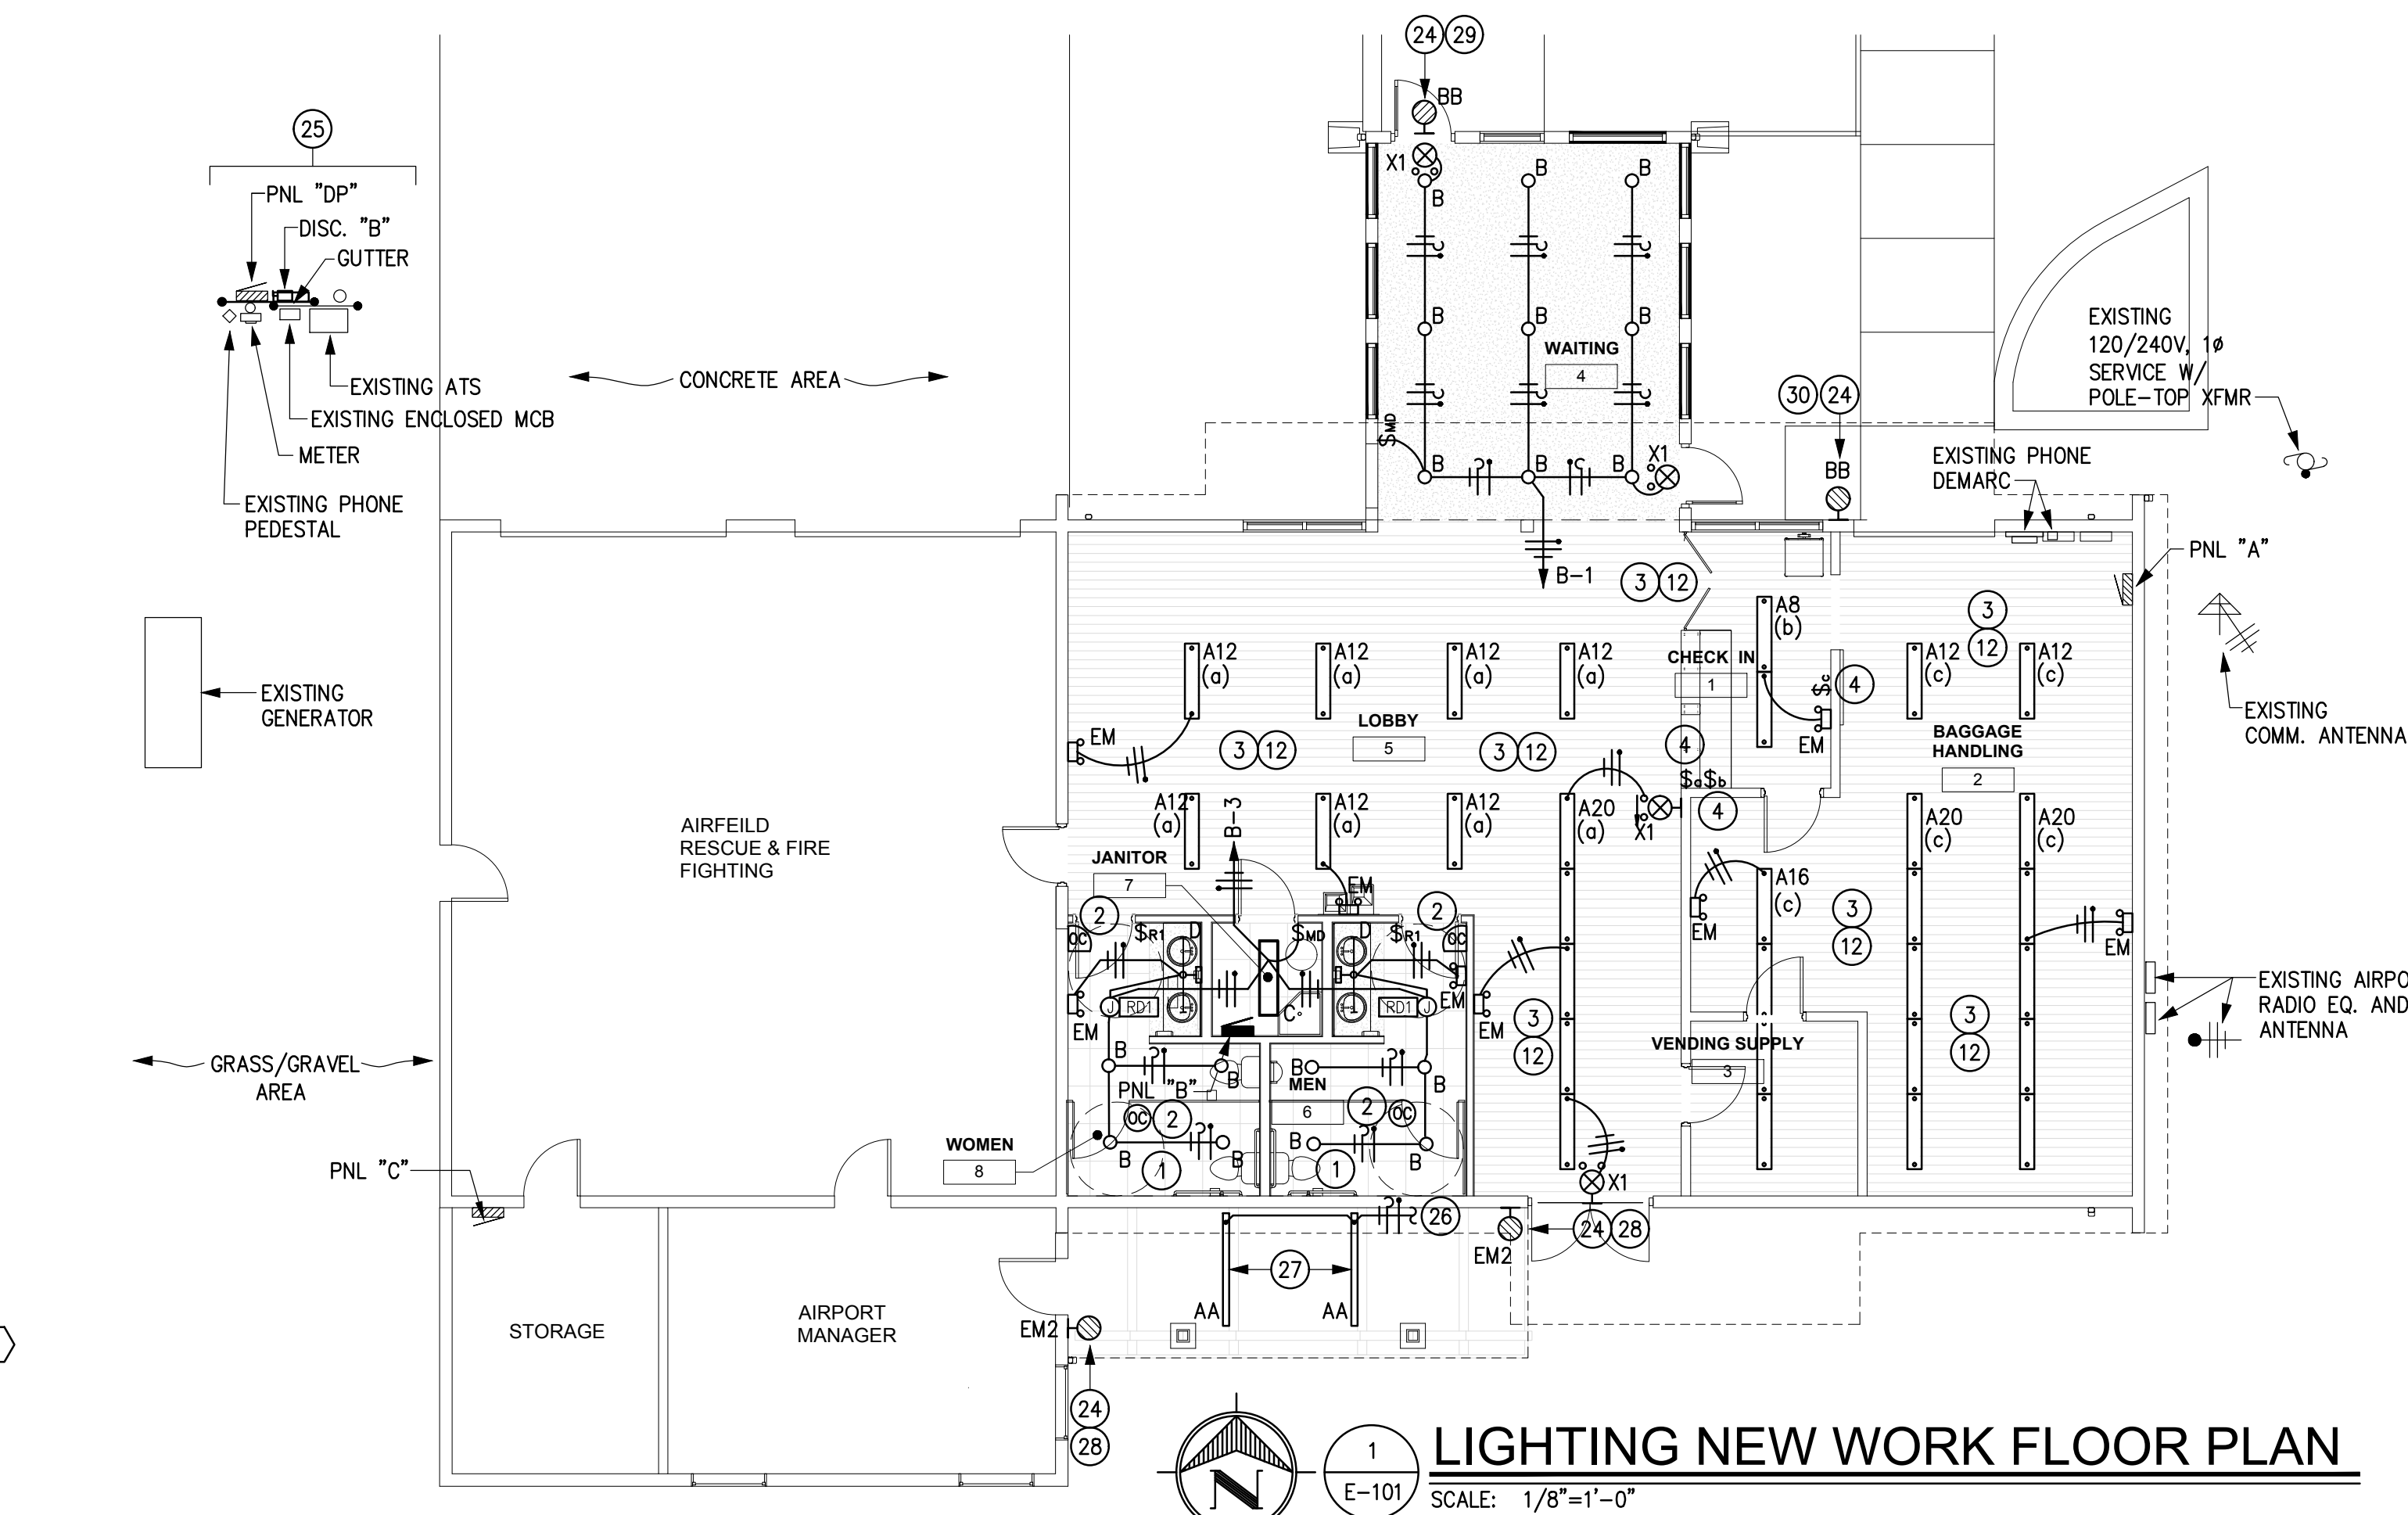 24 29
BB
X1
B B B
25
PNL "DP"
DISC. "B"
GUTTER
EXISTING ATS
EXISTING ENCLOSED MCB
METER
EXISTING PHONE
PEDESTAL
CONCRETE AREA
B B B
WAITING
4
$MD
B B B
X1
30 24
BB
EXISTING
120/240V, 1ø
SERVICE W/
POLE-TOP XFMR
EXISTING PHONE
DEMARC
PNL "A"
B-1
3 12
EXISTING
GENERATOR
A12
(a)
A12
(a)
A12
(a)
A12
(a)
CHECK IN
1
A8
(b)
$c
4
EM
3
12
A12
(c)
A12
(c)
BAGGAGE
HANDLING
2
EXISTING
COMM. ANTENNA
EM
LOBBY
5
3 12
3 12
4
$a $b
4
X1
AIRFEILD
RESCUE & FIRE
FIGHTING
A12
(a)
B-3
A12
(a)
A12
(a)
A20
(a)
A20
(c)
A20
(c)
JANITOR
7
EM
A16
(c)
EM
3
12
EM
2
OC
$R1
D
$MD
D
$R1
2
OC
EM
J
RD1
C
RD1
J
EM
EM
3
12
3
12
EXISTING AIRPO
RADIO EQ. AND
ANTENNA
GRASS/GRAVEL
AREA
B
B
PNL "B"
OC 2
B
B
1
B
MEN
6
B
2 OC
B
B
1
VENDING SUPPLY
3
WOMEN
8
PNL "C"
X1
26
24 28
EM2
27
AA
AA
STORAGE
AIRPORT
MANAGER
EM2
24
28
N
1
E-101
LIGHTING NEW WORK FLOOR PLAN
SCALE: 1/8"=1'-0"